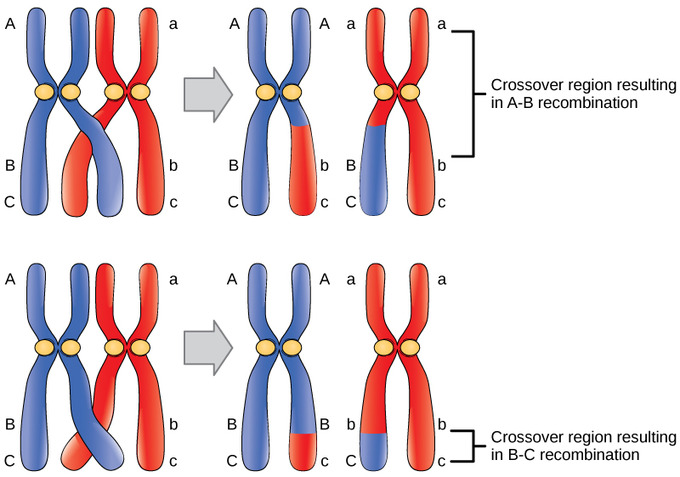 A a A A a a
Crossover region resulting
in A-B recombination
B b B b B b
C c C c C c
A a A A a a
B b B B b b
Crossover region resulting
in B-C recombination
C c C c C c